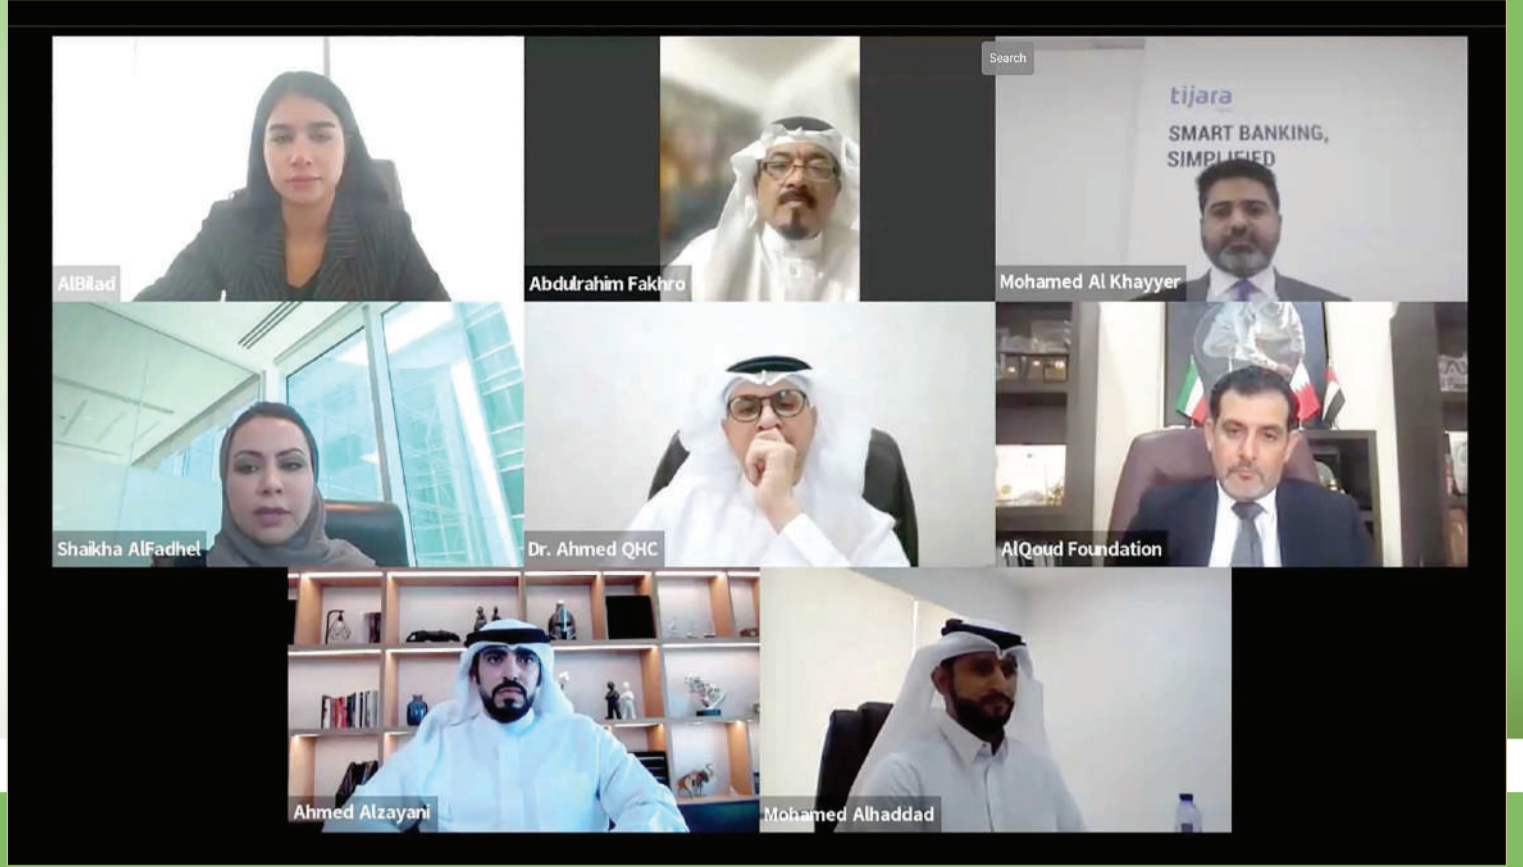 Search
tijara
SMART BANKING,
SIMPLIFIED
AlBilad
Abdulrahim Fakhro
Mohamed Al Khayyer
Shaikha AlFadhel
Dr. Ahmed QHC
AlQoud Foundation
Ahmed Alzayani
Mohamed Alhaddad